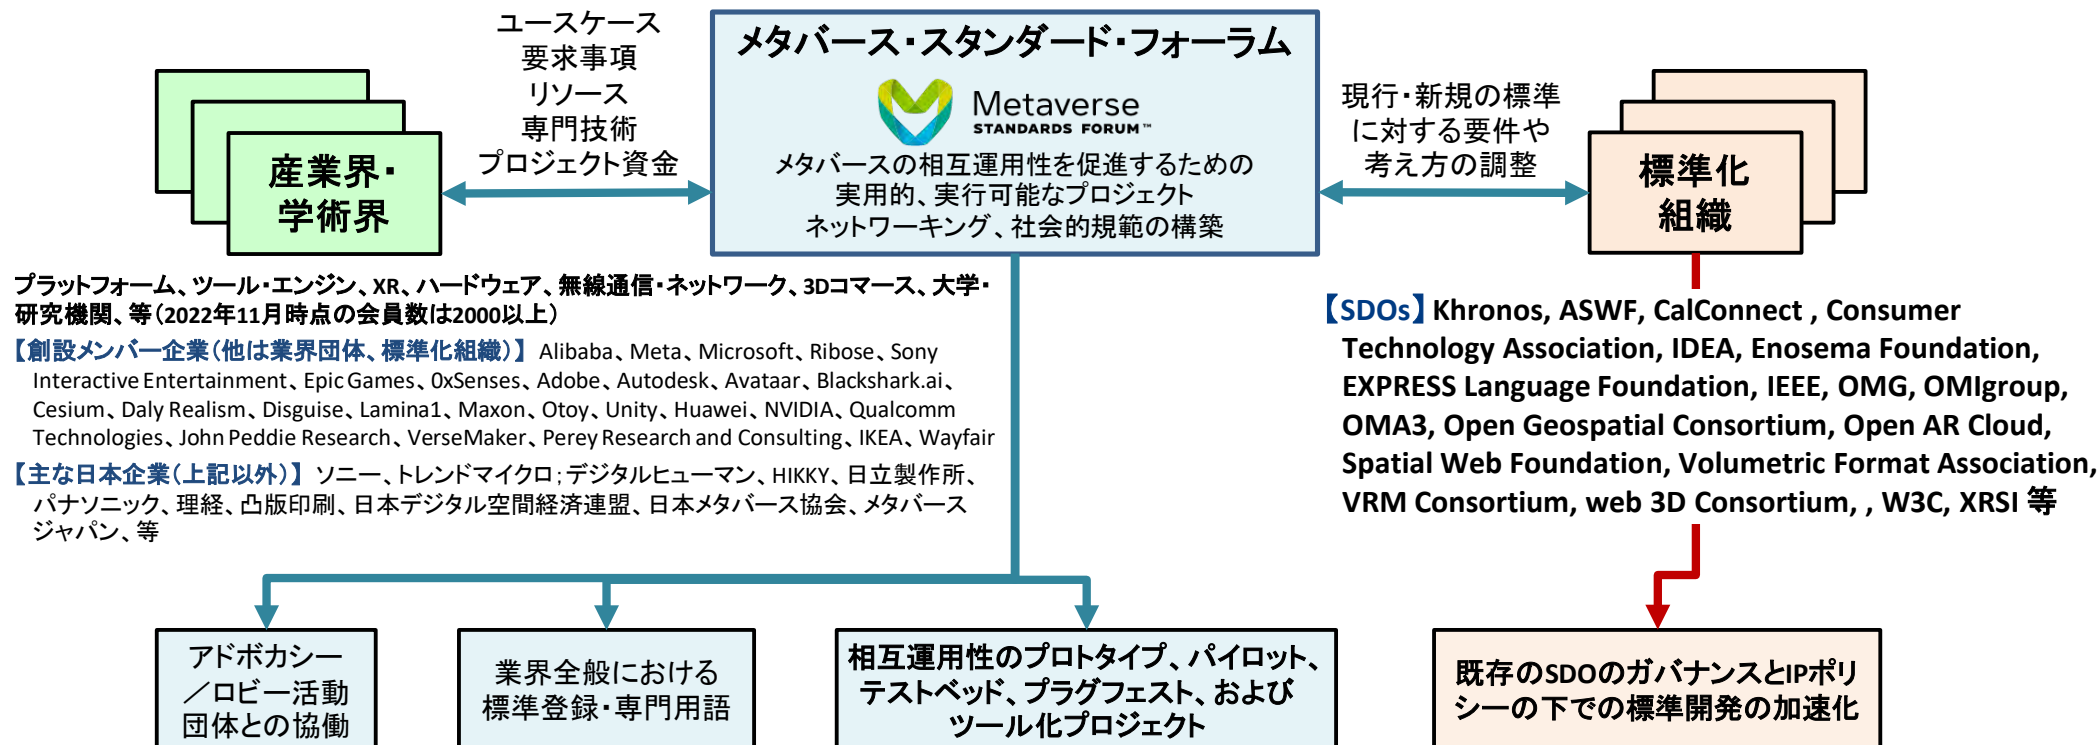 ユースケース
要求事項
リソース
専門技術
プロジェクト資金
産業界・
学術界
メタバース・スタンダード・フォーラム
Metaverse
STANDARDS FORUM™
メタバースの相互運用性を促進するための
実用的、実行可能なプロジェクト
ネットワーキング、社会的規範の構築
現行・新規の標準
に対する要件や
考え方の調整
標準化
組織
プラットフォーム、ツール・エンジン、XR、ハードウェア、無線通信・ネットワーク、3Dコマース、大学・
研究機関、等（2022年11月時点の会員数は2000以上）
【創設メンバー企業（他は業界団体、標準化組織）】 Alibaba、Meta、Microsoft、Ribose、Sony
Interactive Entertainment、Epic Games、0xSenses、Adobe、Autodesk、Avataar、Blackshark.ai、
Cesium、Daly Realism、Disguise、Lamina1、Maxon、Otoy、Unity、Huawei、NVIDIA、Qualcomm
Technologies、John Peddie Research、VerseMaker、Perey Research and Consulting、IKEA、Wayfair
【主な日本企業（上記以外）】 ソニー、トレンドマイクロ；デジタルヒューマン、HIKKY、日立製作所、
パナソニック、理経、凸版印刷、日本デジタル空間経済連盟、日本メタバース協会、メタバース
ジャパン、等
【SDOs】 Khronos, ASWF, CalConnect , Consumer
Technology Association, IDEA, Enosema Foundation,
EXPRESS Language Foundation, IEEE, OMG, OMIgroup,
OMA3, Open Geospatial Consortium, Open AR Cloud,
Spatial Web Foundation, Volumetric Format Association,
VRM Consortium, web 3D Consortium, , W3C, XRSI 等
アドボカシー
／ロビー活動
団体との協働
業界全般における
標準登録・専門用語
相互運用性のプロトタイプ、パイロット、
テストベッド、プラグフェスト、および
ツール化プロジェクト
既存のSDOのガバナンスとIPポリ
シーの下での標準開発の加速化